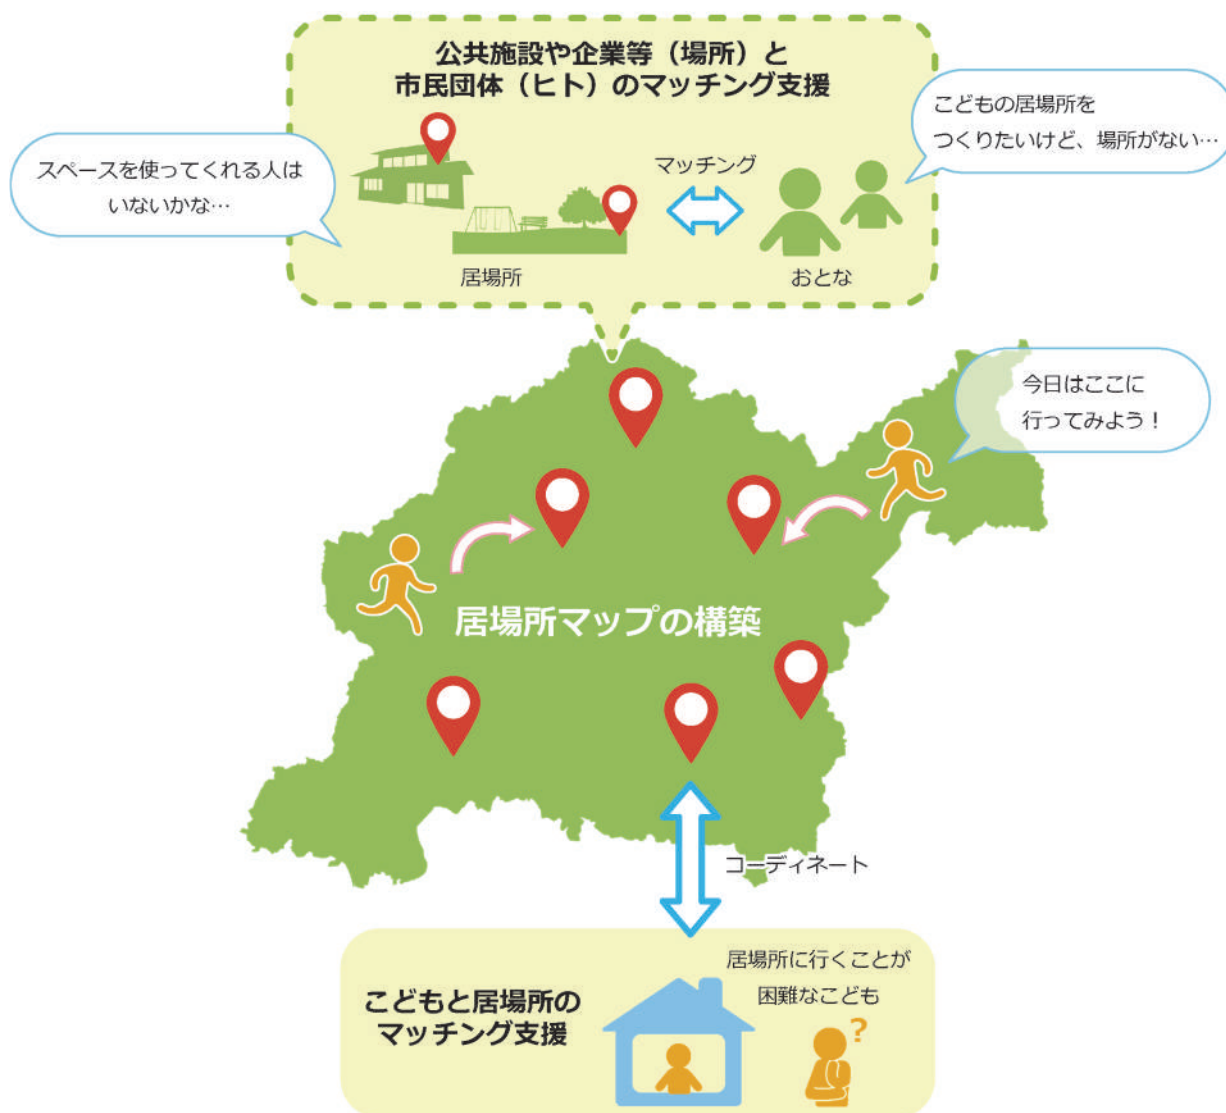 公共施設や企業等（場所）と
市民団体（ヒト）のマッチング支援
こどもの居場所を
つくりたいけど、場所がない…
スペースを使ってくれる人は
いないかな…
マッチング
居場所
おとな
今日はここに
行ってみよう！
居場所マップの構築
コーディネート
こどもと居場所の
マッチング支援
居場所に行くことが
困難なこども
?